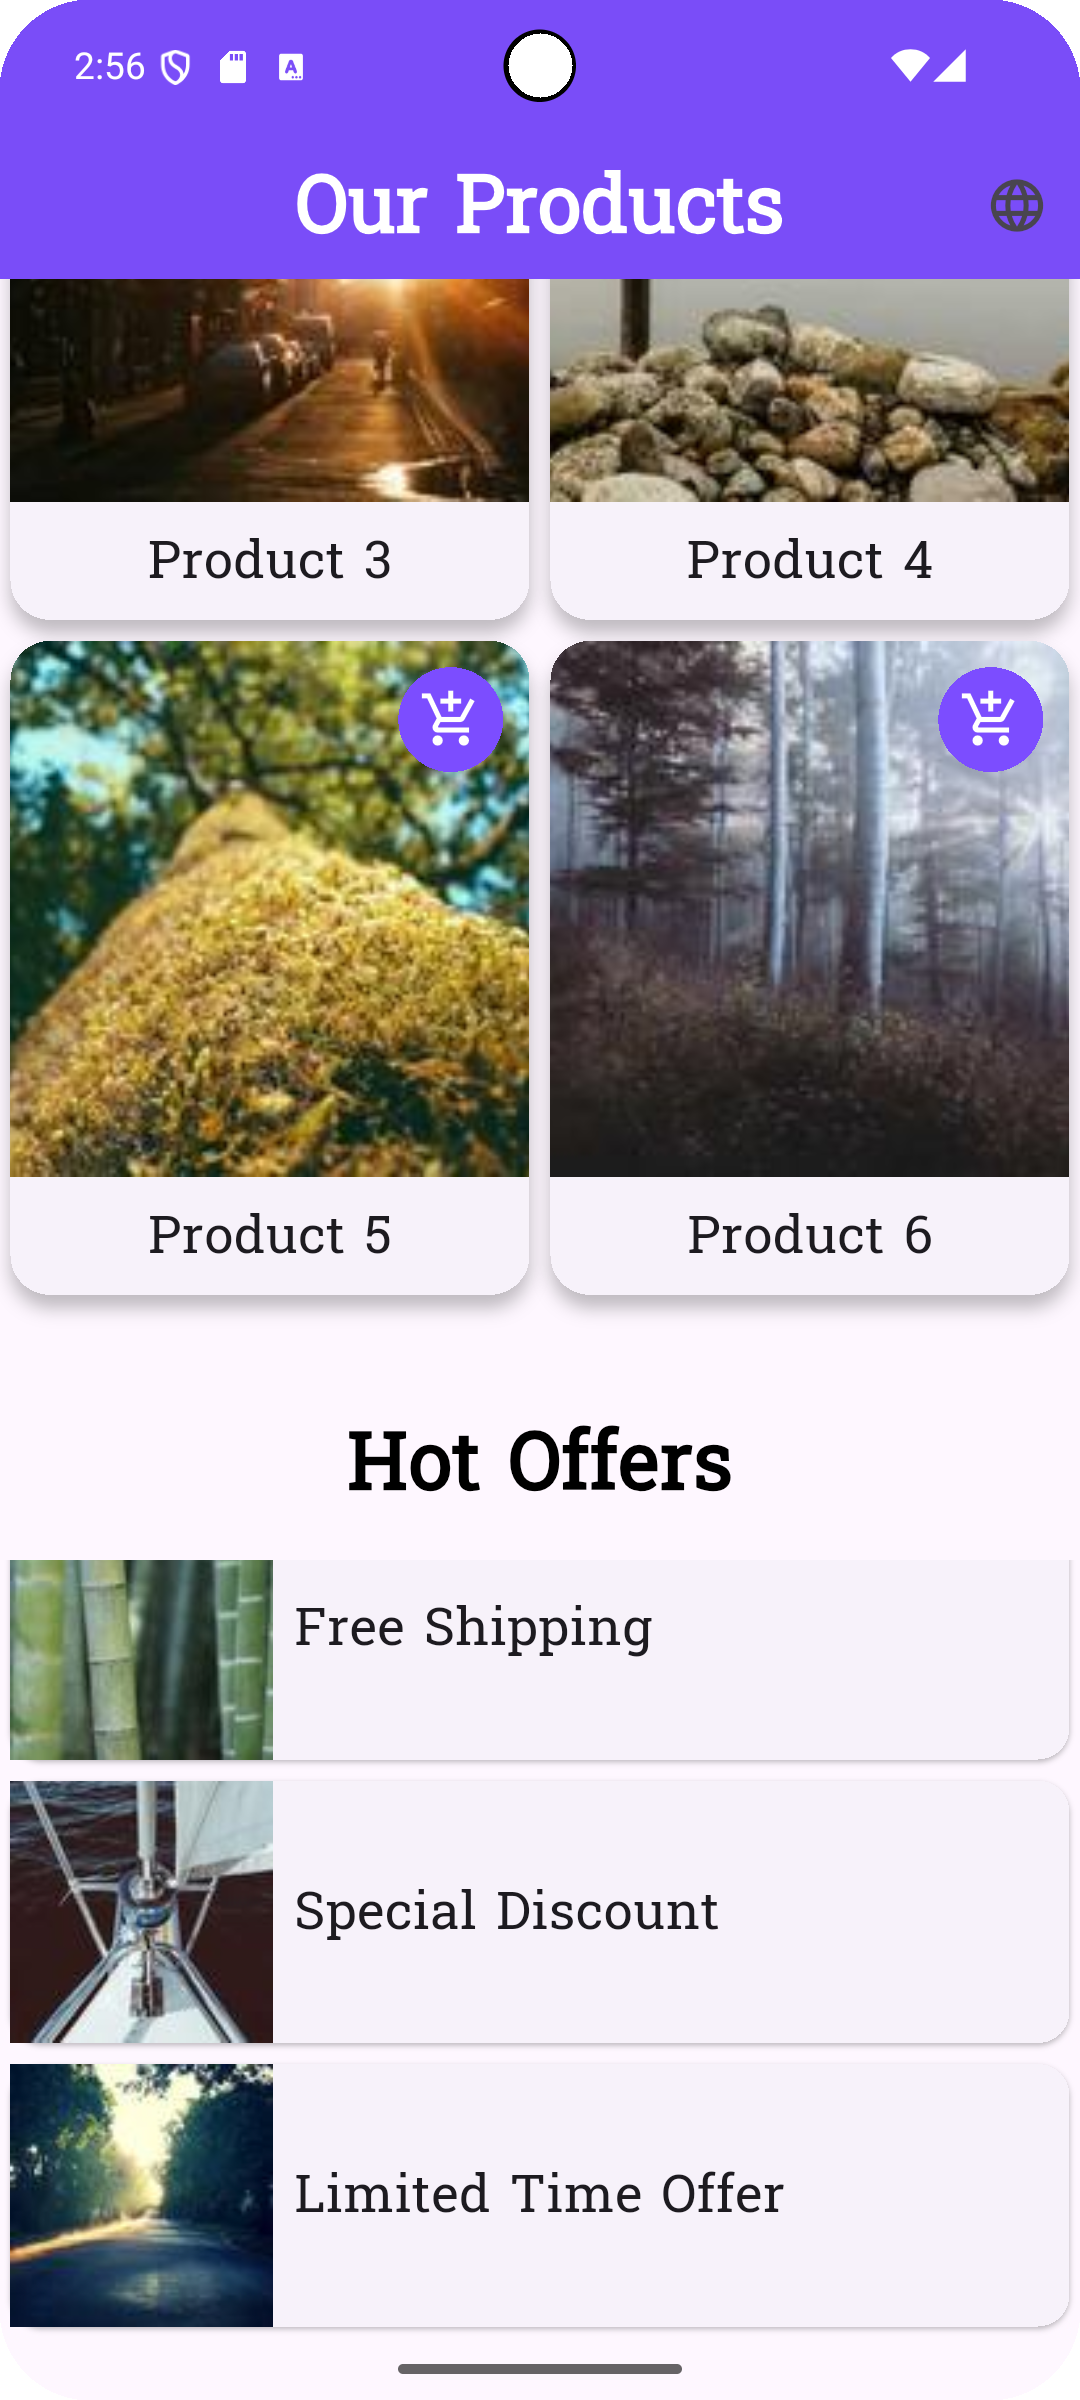 2:56
Our Products
Product 3
Product 4
Product 5
Product 6
Hot Offers
Free Shipping
Special Discount
Limited Time Offer